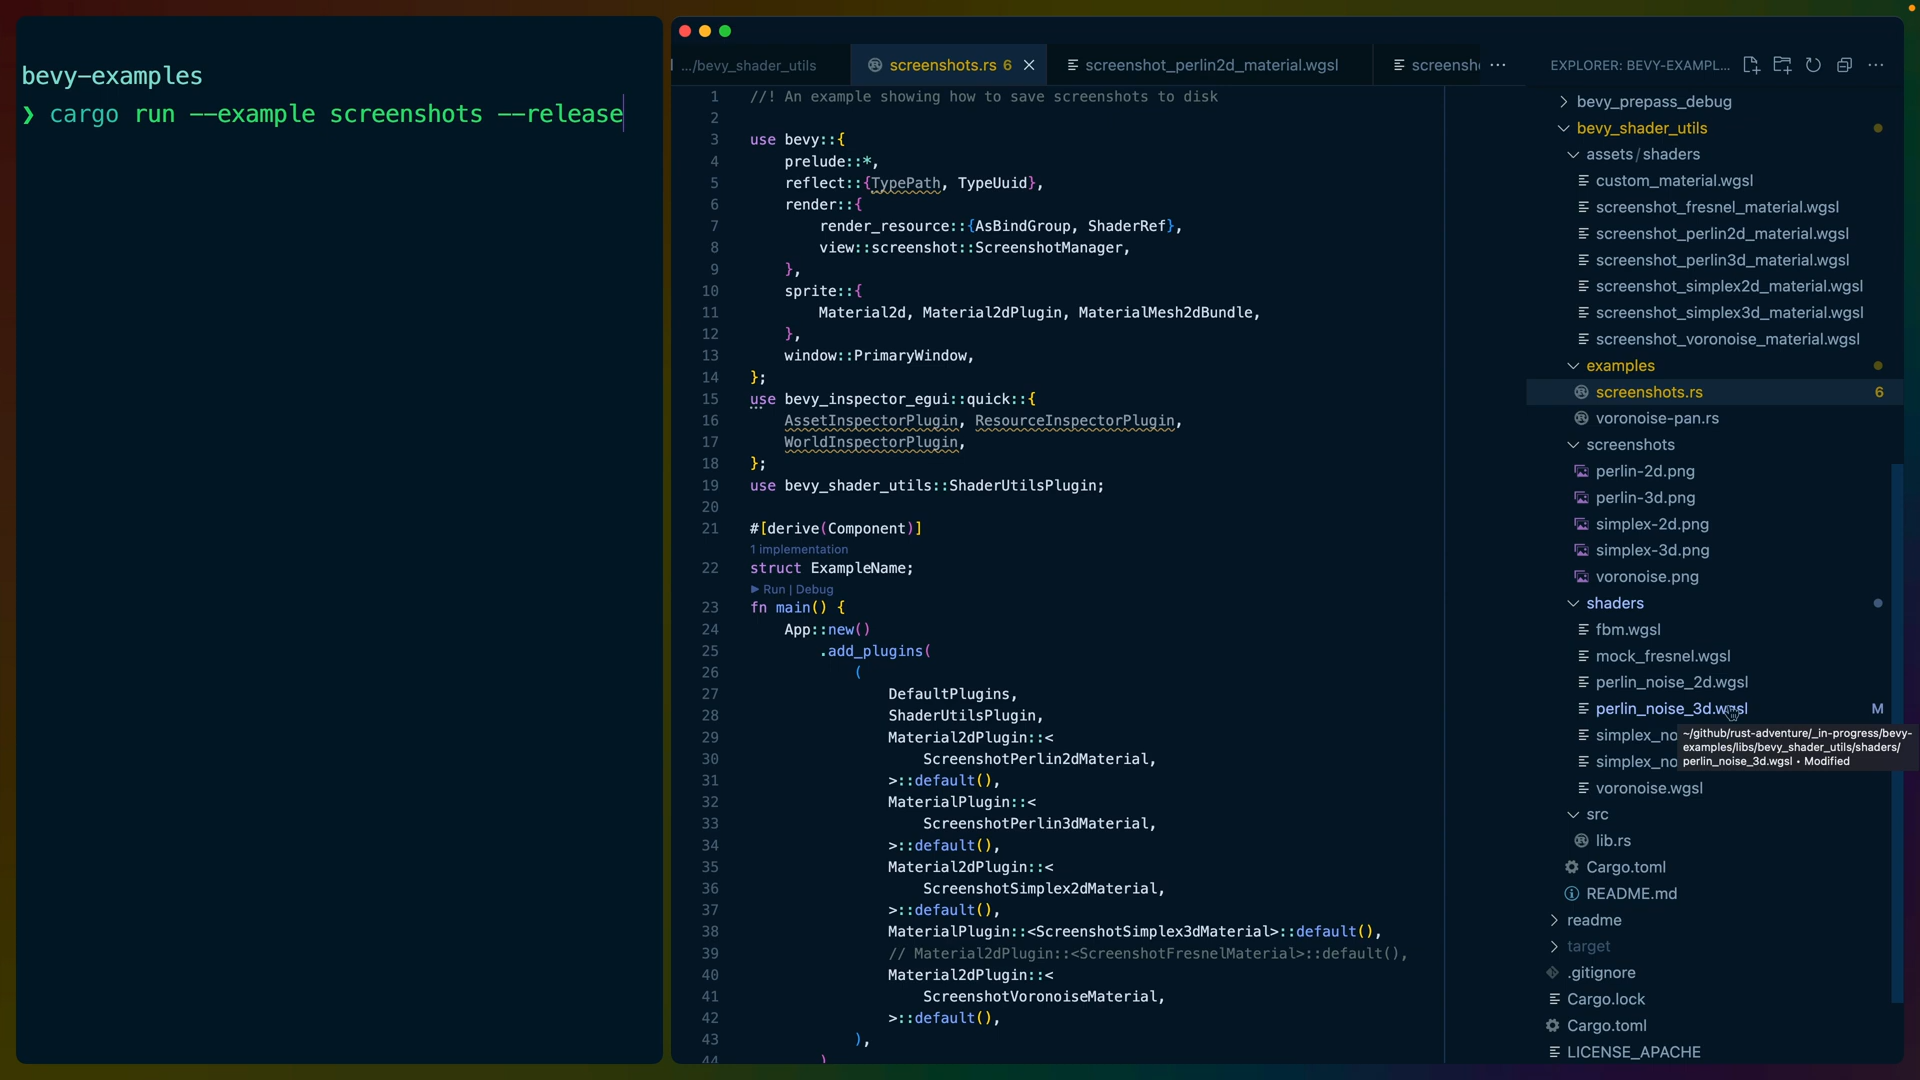 bevy-examples
❯ cargo run --example screenshots --release
.../bevy_shader_utils
screenshots.rs 6
screenshot_perlin2d_material.wgsl
EXPLORER: BEVY-EXAMPL...
1 //! An example showing how to save screenshots to disk
2
3 use bevy::{
4 prelude::*,
5 reflect::{TypePath, TypeUuid},
6 render::{
7 render_resource::{AsBindGroup, ShaderRef},
8 view::screenshot::ScreenshotManager,
9 },
10 sprite::{
11 Material2d, Material2dPlugin, MaterialMesh2dBundle,
12 },
13 window::PrimaryWindow,
14 };
15 use bevy_inspector_egui::quick::{
16 AssetInspectorPlugin, ResourceInspectorPlugin,
17 WorldInspectorPlugin,
18 };
19 use bevy_shader_utils::ShaderUtilsPlugin;
20
21 #[derive(Component)]
1 implementation
22 struct ExampleName;
▶ Run | Debug
23 fn main() {
24 App::new()
25 .add_plugins(
26 (
27 DefaultPlugins,
28 ShaderUtilsPlugin,
29 Material2dPlugin::<
30 ScreenshotPerlin2dMaterial,
31 >::default(),
32 MaterialPlugin::<
33 ScreenshotPerlin3dMaterial,
34 >::default(),
35 Material2dPlugin::<
36 ScreenshotSimplex2dMaterial,
37 >::default(),
38 MaterialPlugin::<ScreenshotSimplex3dMaterial>::default(),
39 // Material2dPlugin::<ScreenshotFresnelMaterial>::default(),
40 Material2dPlugin::<
41 ScreenshotVoronoiseMaterial,
42 >::default(),
43 ),
44 )
bevy_prepass_debug
bevy_shader_utils
assets/shaders
custom_material.wgsl
screenshot_fresnel_material.wgsl
screenshot_perlin2d_material.wgsl
screenshot_perlin3d_material.wgsl
screenshot_simplex2d_material.wgsl
screenshot_simplex3d_material.wgsl
screenshot_voronoise_material.wgsl
examples
screenshots.rs 6
voronoise-pan.rs
screenshots
perlin-2d.png
perlin-3d.png
simplex-2d.png
simplex-3d.png
voronoise.png
shaders
fbm.wgsl
mock_fresnel.wgsl
perlin_noise_2d.wgsl
perlin_noise_3d.wgsl M
~/github/rust-adventure/_in-progress/bevy-
examples/libs/bevy_shader_utils/shaders/
perlin_noise_3d.wgsl • Modified
voronoise.wgsl
src
lib.rs
Cargo.toml
README.md
readme
target
.gitignore
Cargo.lock
Cargo.toml
LICENSE_APACHE